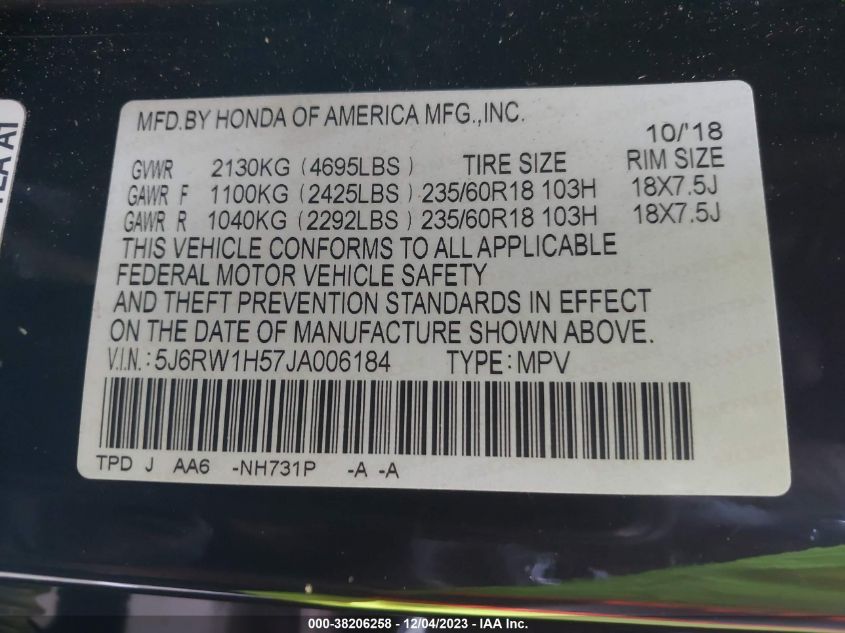 MFD.BY HONDA OF AMERICA MFG.,INC.
10/'18
GVWR 2130KG (4695LBS) TIRE SIZE RIM SIZE
GAWR F 1100KG (2425LBS) 235/60R18 103H 18X7.5J
GAWR R 1040KG (2292LBS) 235/60R18 103H 18X7.5J
THIS VEHICLE CONFORMS TO ALL APPLICABLE
FEDERAL MOTOR VEHICLE SAFETY
AND THEFT PREVENTION STANDARDS IN EFFECT
ON THE DATE OF MANUFACTURE SHOWN ABOVE.
V.I.N.: 5J6RW1H57JA006184 TYPE: MPV
TPD J AA6 -NH731P -A -A
000-38206258 - 12/04/2023 - IAA Inc.